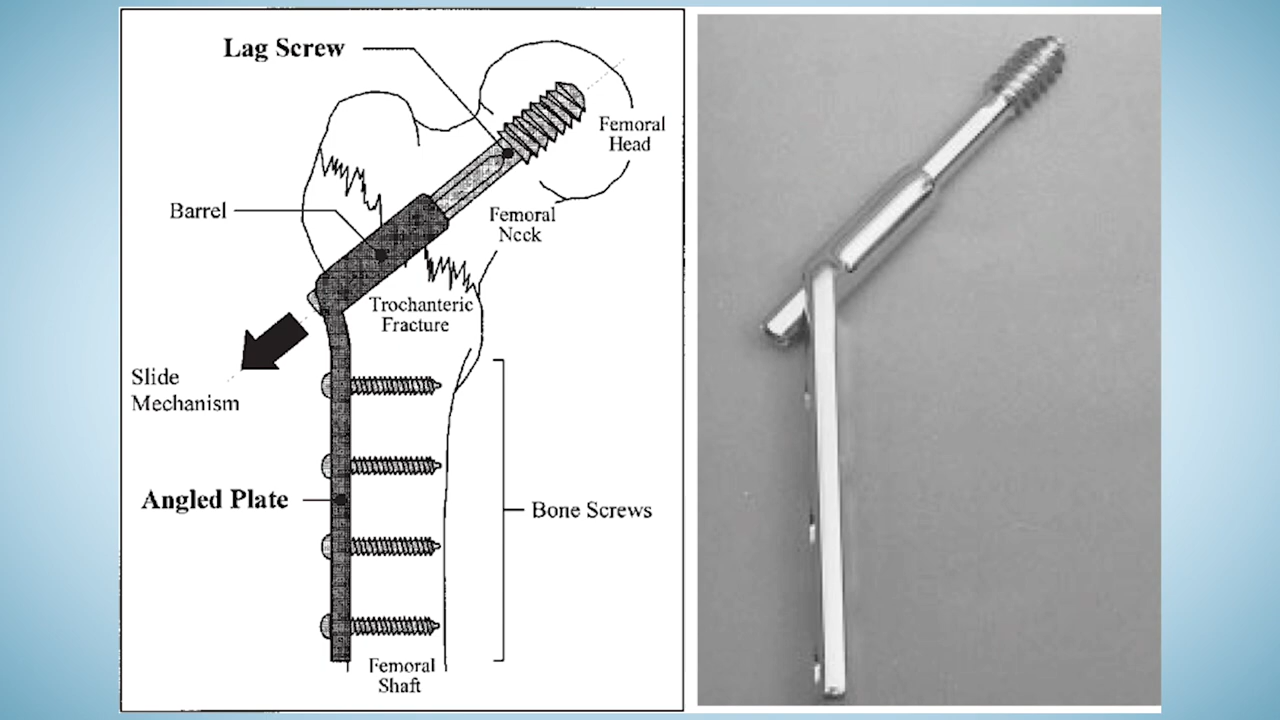 Lag Screw
Femoral
Head
Barrel
Femoral
Neck
Trochanteric
Fracture
Slide
Mechanism
Angled Plate
Bone Screws
Femoral
Shaft